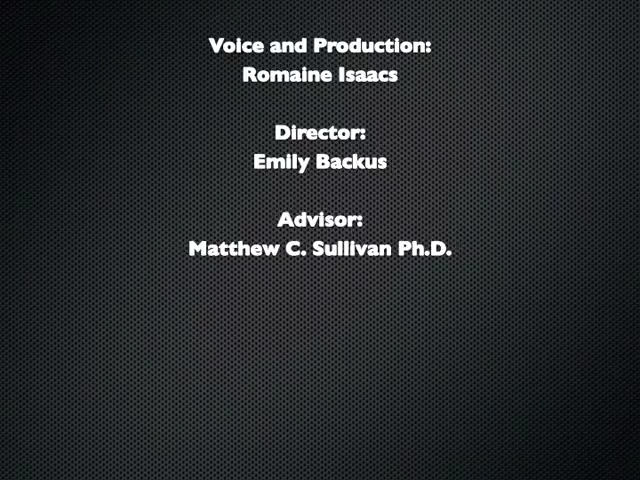 Voice and Production:
Romaine Isaacs
Director:
Emily Backus
Advisor:
Matthew C. Sullivan Ph.D.